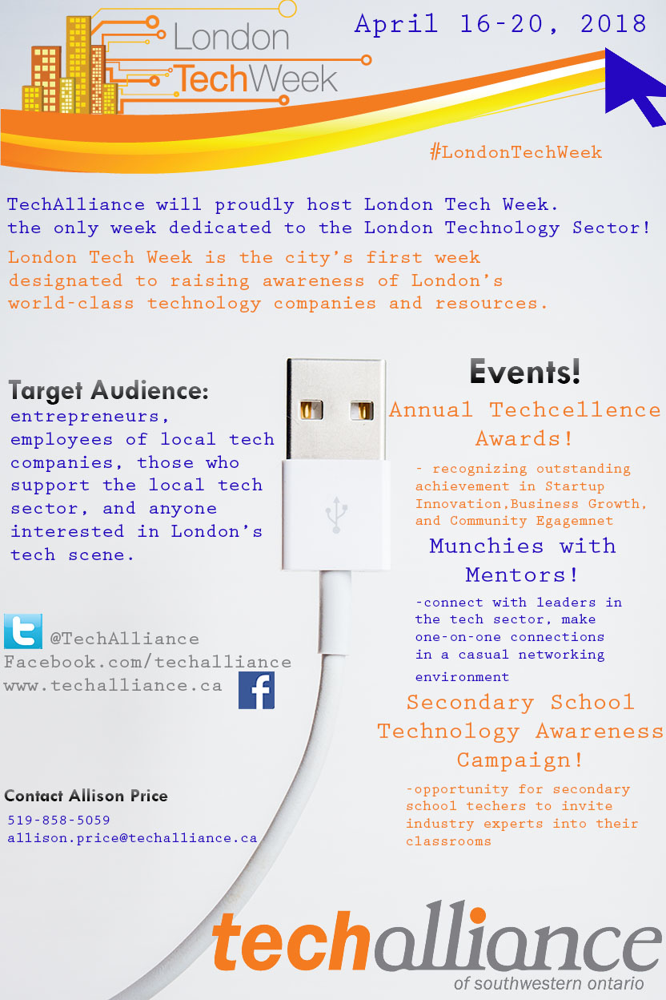 London
TechWeek
April 16-20, 2018
#LondonTechWeek
TechAlliance will proudly host London Tech Week.
the only week dedicated to the London Technology Sector!
London Tech Week is the city's first week
designated to raising awareness of London's
world-class technology companies and resources.
Target Audience:
entrepreneurs,
employees of local tech
companies, those who
support the local tech
sector, and anyone
interested in London's
tech scene.
@TechAlliance
Facebook.com/techalliance
www.techalliance.ca
Contact Allison Price
519-858-5059
allison.price@techalliance.ca
Events!
Annual Techcellence
Awards!
- recognizing outstanding
achievement in Startup
Innovation,Business Growth,
and Community Egagemnet
Munchies with
Mentors!
-connect with leaders in
the tech sector, make
one-on-one connections
in a casual networking
environment
Secondary School
Technology Awareness
Campaign!
-opportunity for secondary
school techers to invite
industry experts into their
classrooms
techalliance
of southwestern ontario